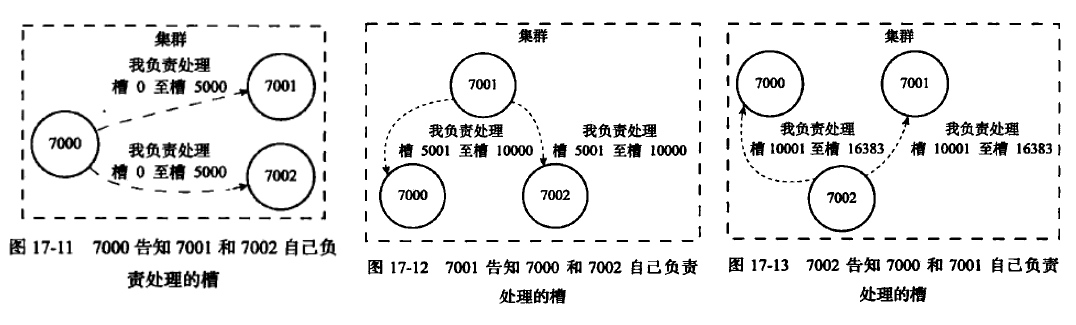 集群
我负责处理
槽 0 至槽 5000
7001
7000
我负责处理
槽 0 至槽 5000
7002
图 17-11 7000 告知 7001 和 7002 自己负
责处理的槽
集群
7001
我负责处理
槽 5001 至槽 10000
我负责处理
槽 5001 至槽 10000
7000
7002
图 17-12 7001 告知 7000 和 7002 自己负责
处理的槽
集群
7000
7001
我负责处理
槽 10001 至槽 16383
我负责处理
槽 10001 至槽 16383
7002
图 17-13 7002 告知 7000 和 7001 自己负责
处理的槽